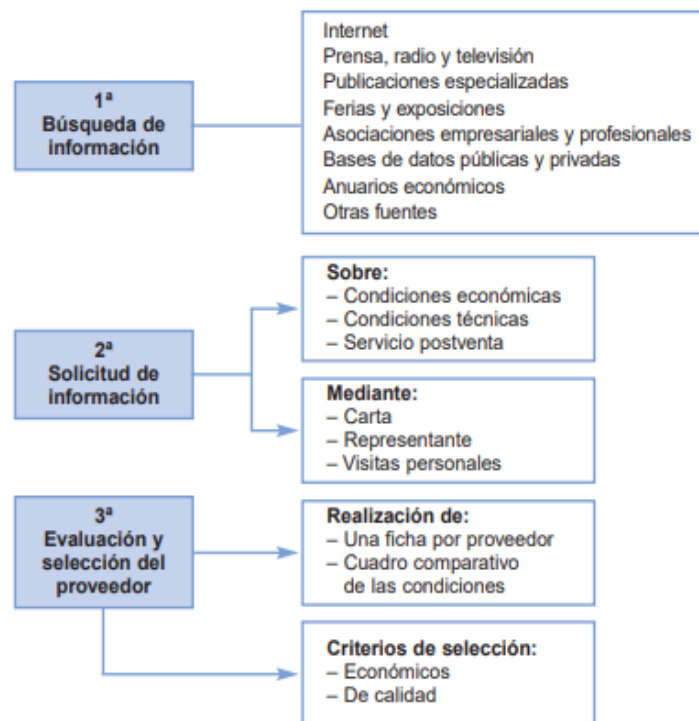 1ª
Búsqueda de
información
Internet
Prensa, radio y televisión
Publicaciones especializadas
Ferias y exposiciones
Asociaciones empresariales y profesionales
Bases de datos públicas y privadas
Anuarios económicos
Otras fuentes
2ª
Solicitud de
información
Sobre:
– Condiciones económicas
– Condiciones técnicas
– Servicio postventa
Mediante:
– Carta
– Representante
– Visitas personales
3ª
Evaluación y
selección del
proveedor
Realización de:
– Una ficha por proveedor
– Cuadro comparativo
de las condiciones
Criterios de selección:
– Económicos
– De calidad